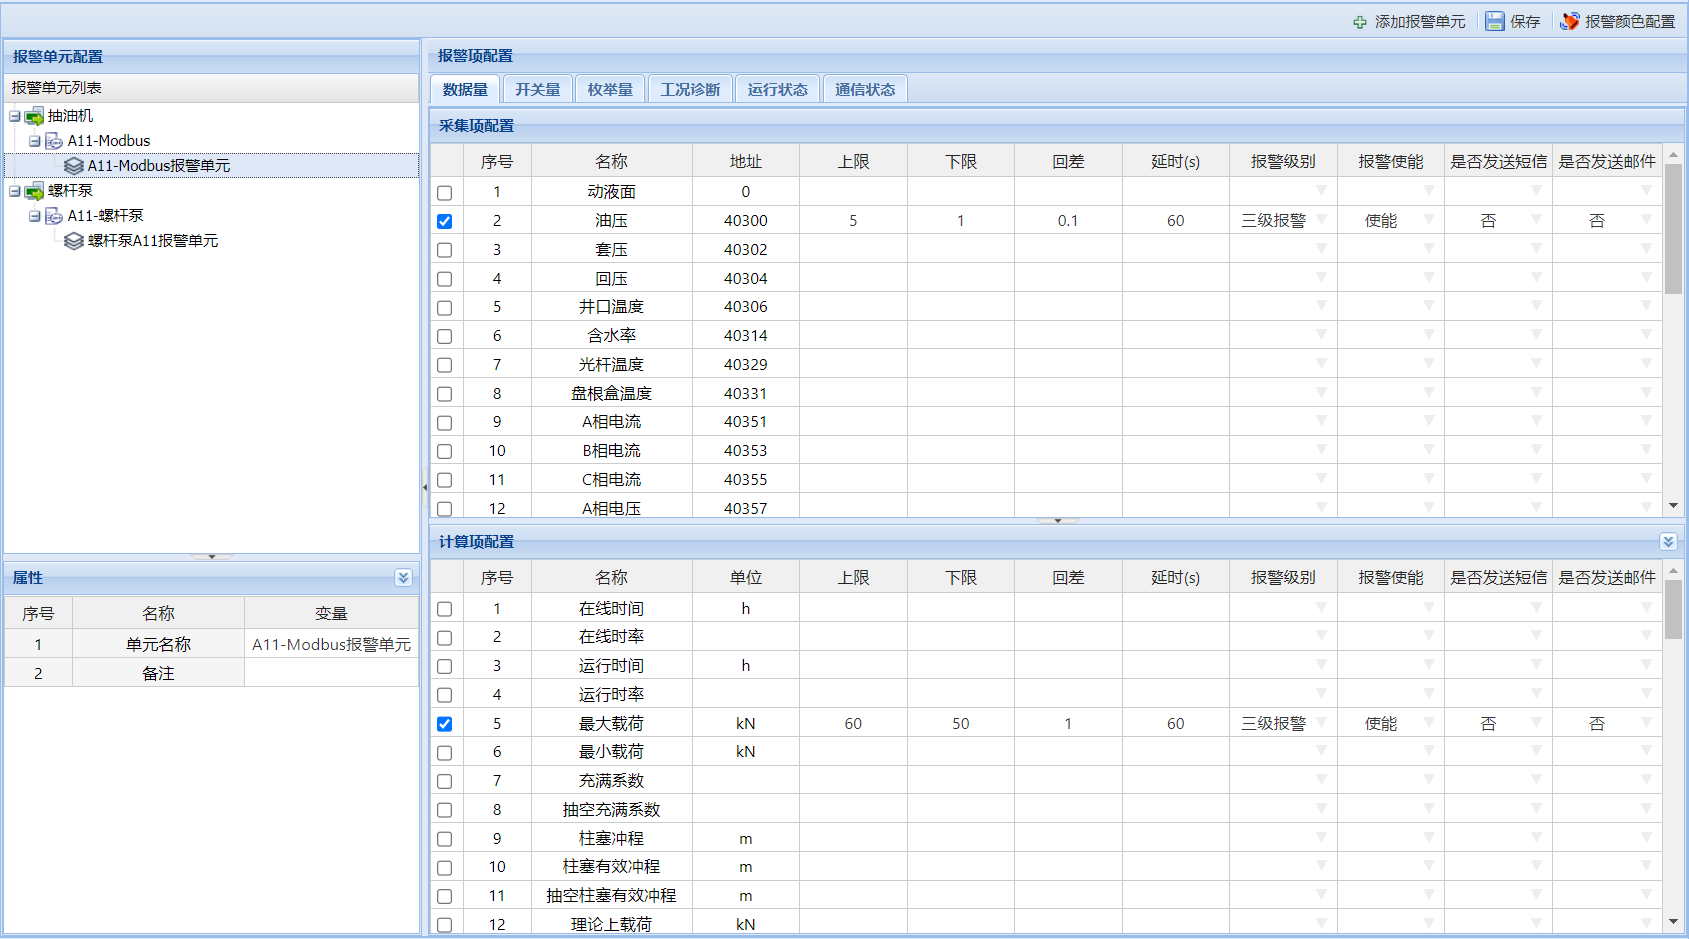 添加报警单元 保存 报警颜色配置
报警单元配置
报警单元列表
抽油机
A11-Modbus
A11-Modbus报警单元
螺杆泵
A11-螺杆泵
螺杆泵A11报警单元
属性
序号 名称 变量
1 单元名称 A11-Modbus报警单元
2 备注
报警项配置
数据量 开关量 枚举量 工况诊断 运行状态 通信状态
采集项配置
序号 名称 地址 上限 下限 回差 延时(s) 报警级别 报警使能 是否发送短信 是否发送邮件
1 动液面 0
2 油压 40300 5 1 0.1 60 三级报警 使能 否 否
3 套压 40302
4 回压 40304
5 井口温度 40306
6 含水率 40314
7 光杆温度 40329
8 盘根盒温度 40331
9 A相电流 40351
10 B相电流 40353
11 C相电流 40355
12 A相电压 40357
计算项配置
序号 名称 单位 上限 下限 回差 延时(s) 报警级别 报警使能 是否发送短信 是否发送邮件
1 在线时间 h
2 在线时率
3 运行时间 h
4 运行时率
5 最大载荷 kN 60 50 1 60 三级报警 使能 否 否
6 最小载荷 kN
7 充满系数
8 抽空充满系数
9 柱塞冲程 m
10 柱塞有效冲程 m
11 抽空柱塞有效冲程 m
12 理论上载荷 kN